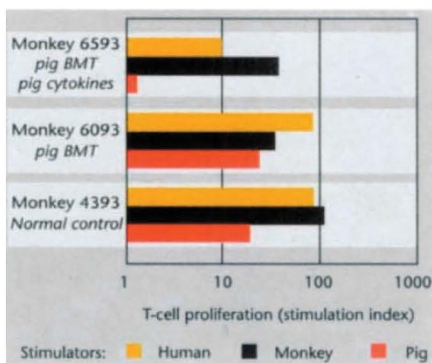 Monkey 6593
pig BMT
pig cytokines
Monkey 6093
pig BMT
Monkey 4393
Normal control
1 10 100 1000
T-cell proliferation (stimulation index)
Stimulators: Human Monkey Pig